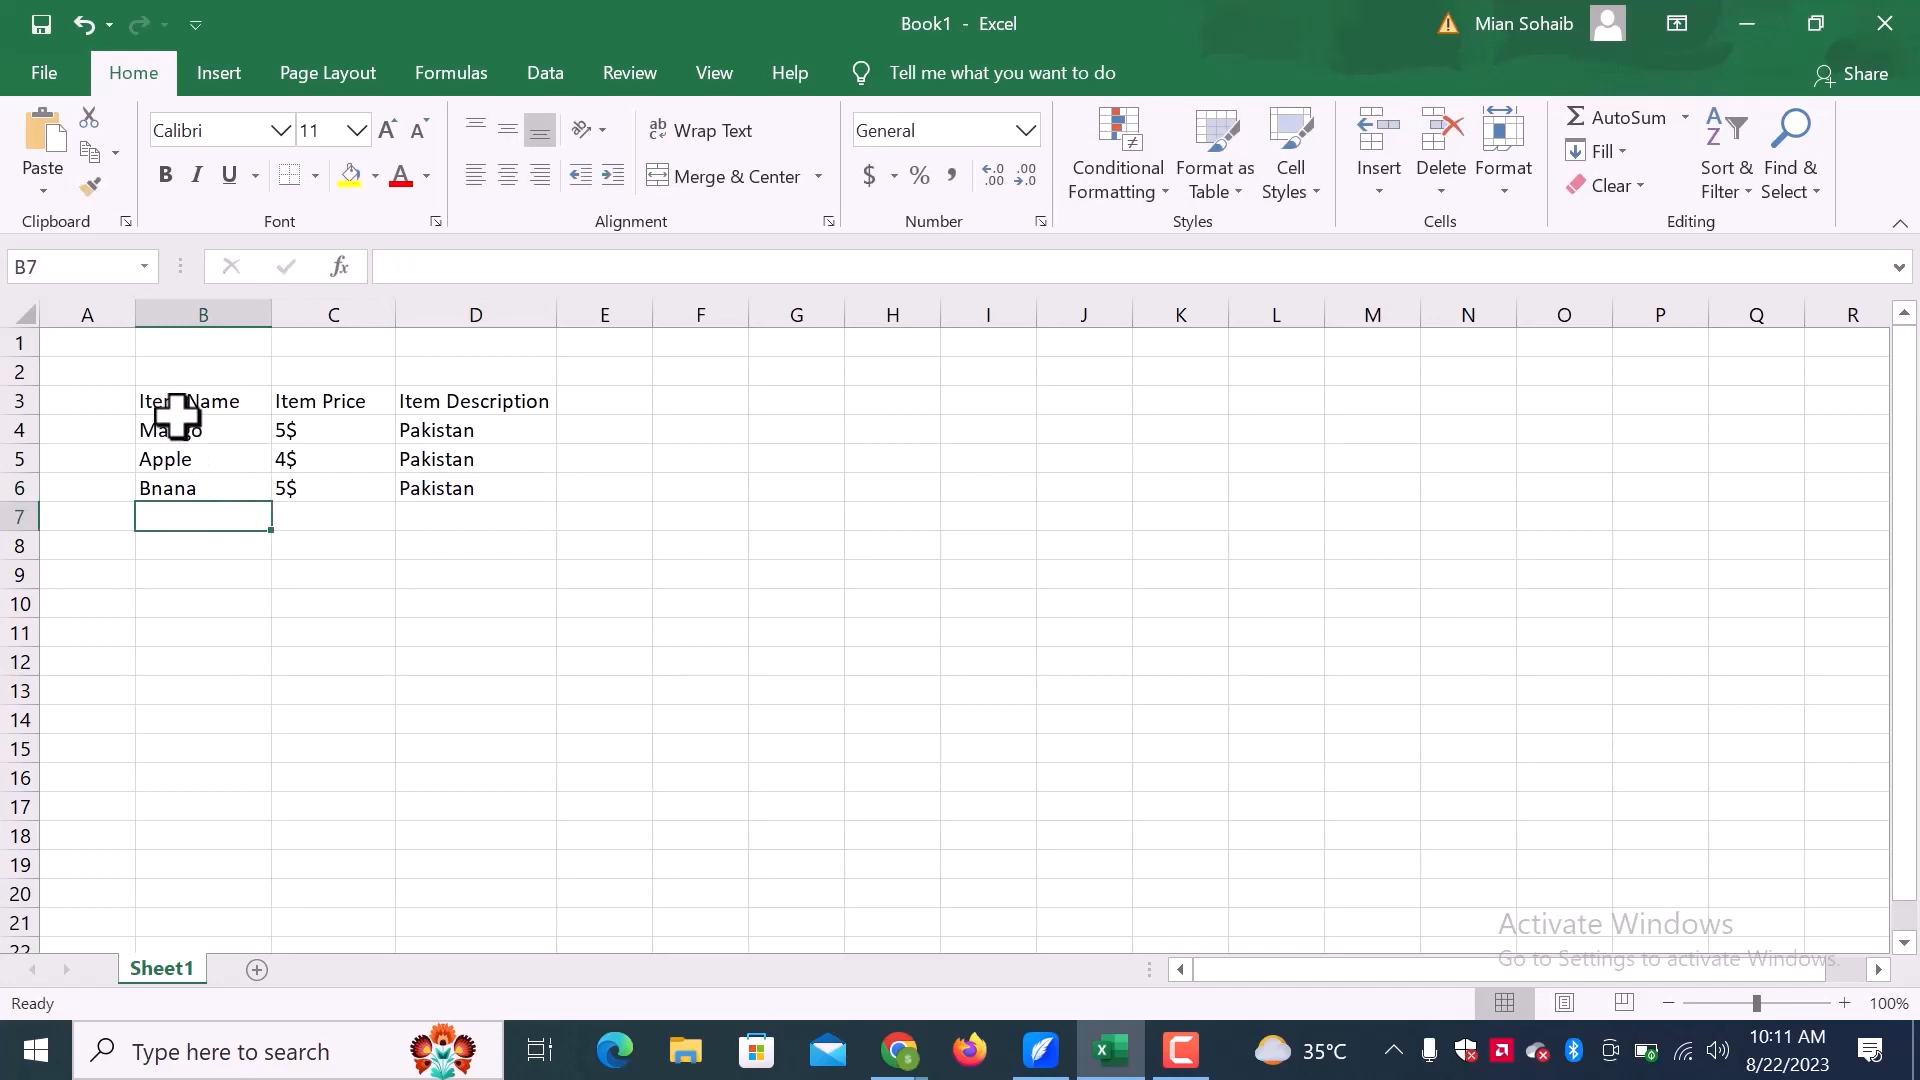 Book1 - Excel
Mian Sohaib
File Home Insert Page Layout Formulas Data Review View Help Tell me what you want to do Share
Paste
Clipboard
Calibri 11
B I U
Font
Wrap Text
Merge & Center
Alignment
General
$ % ,
Number
Conditional Formatting
Format as Table
Cell Styles
Styles
Insert Delete Format
Cells
AutoSum
Fill
Clear
Sort & Filter
Find & Select
Editing
B7
fx
A B C D E F G H I J K L M N O P Q R
1
2
3 Item Name Item Price Item Description
4 Mango 5$ Pakistan
5 Apple 4$ Pakistan
6 Bnana 5$ Pakistan
7
8
9
10
11
12
13
14
15
16
17
18
19
20
21
22
Activate Windows
Go to Settings to activate Windows.
Sheet1
Ready
100%
Type here to search
35°C
10:11 AM
8/22/2023